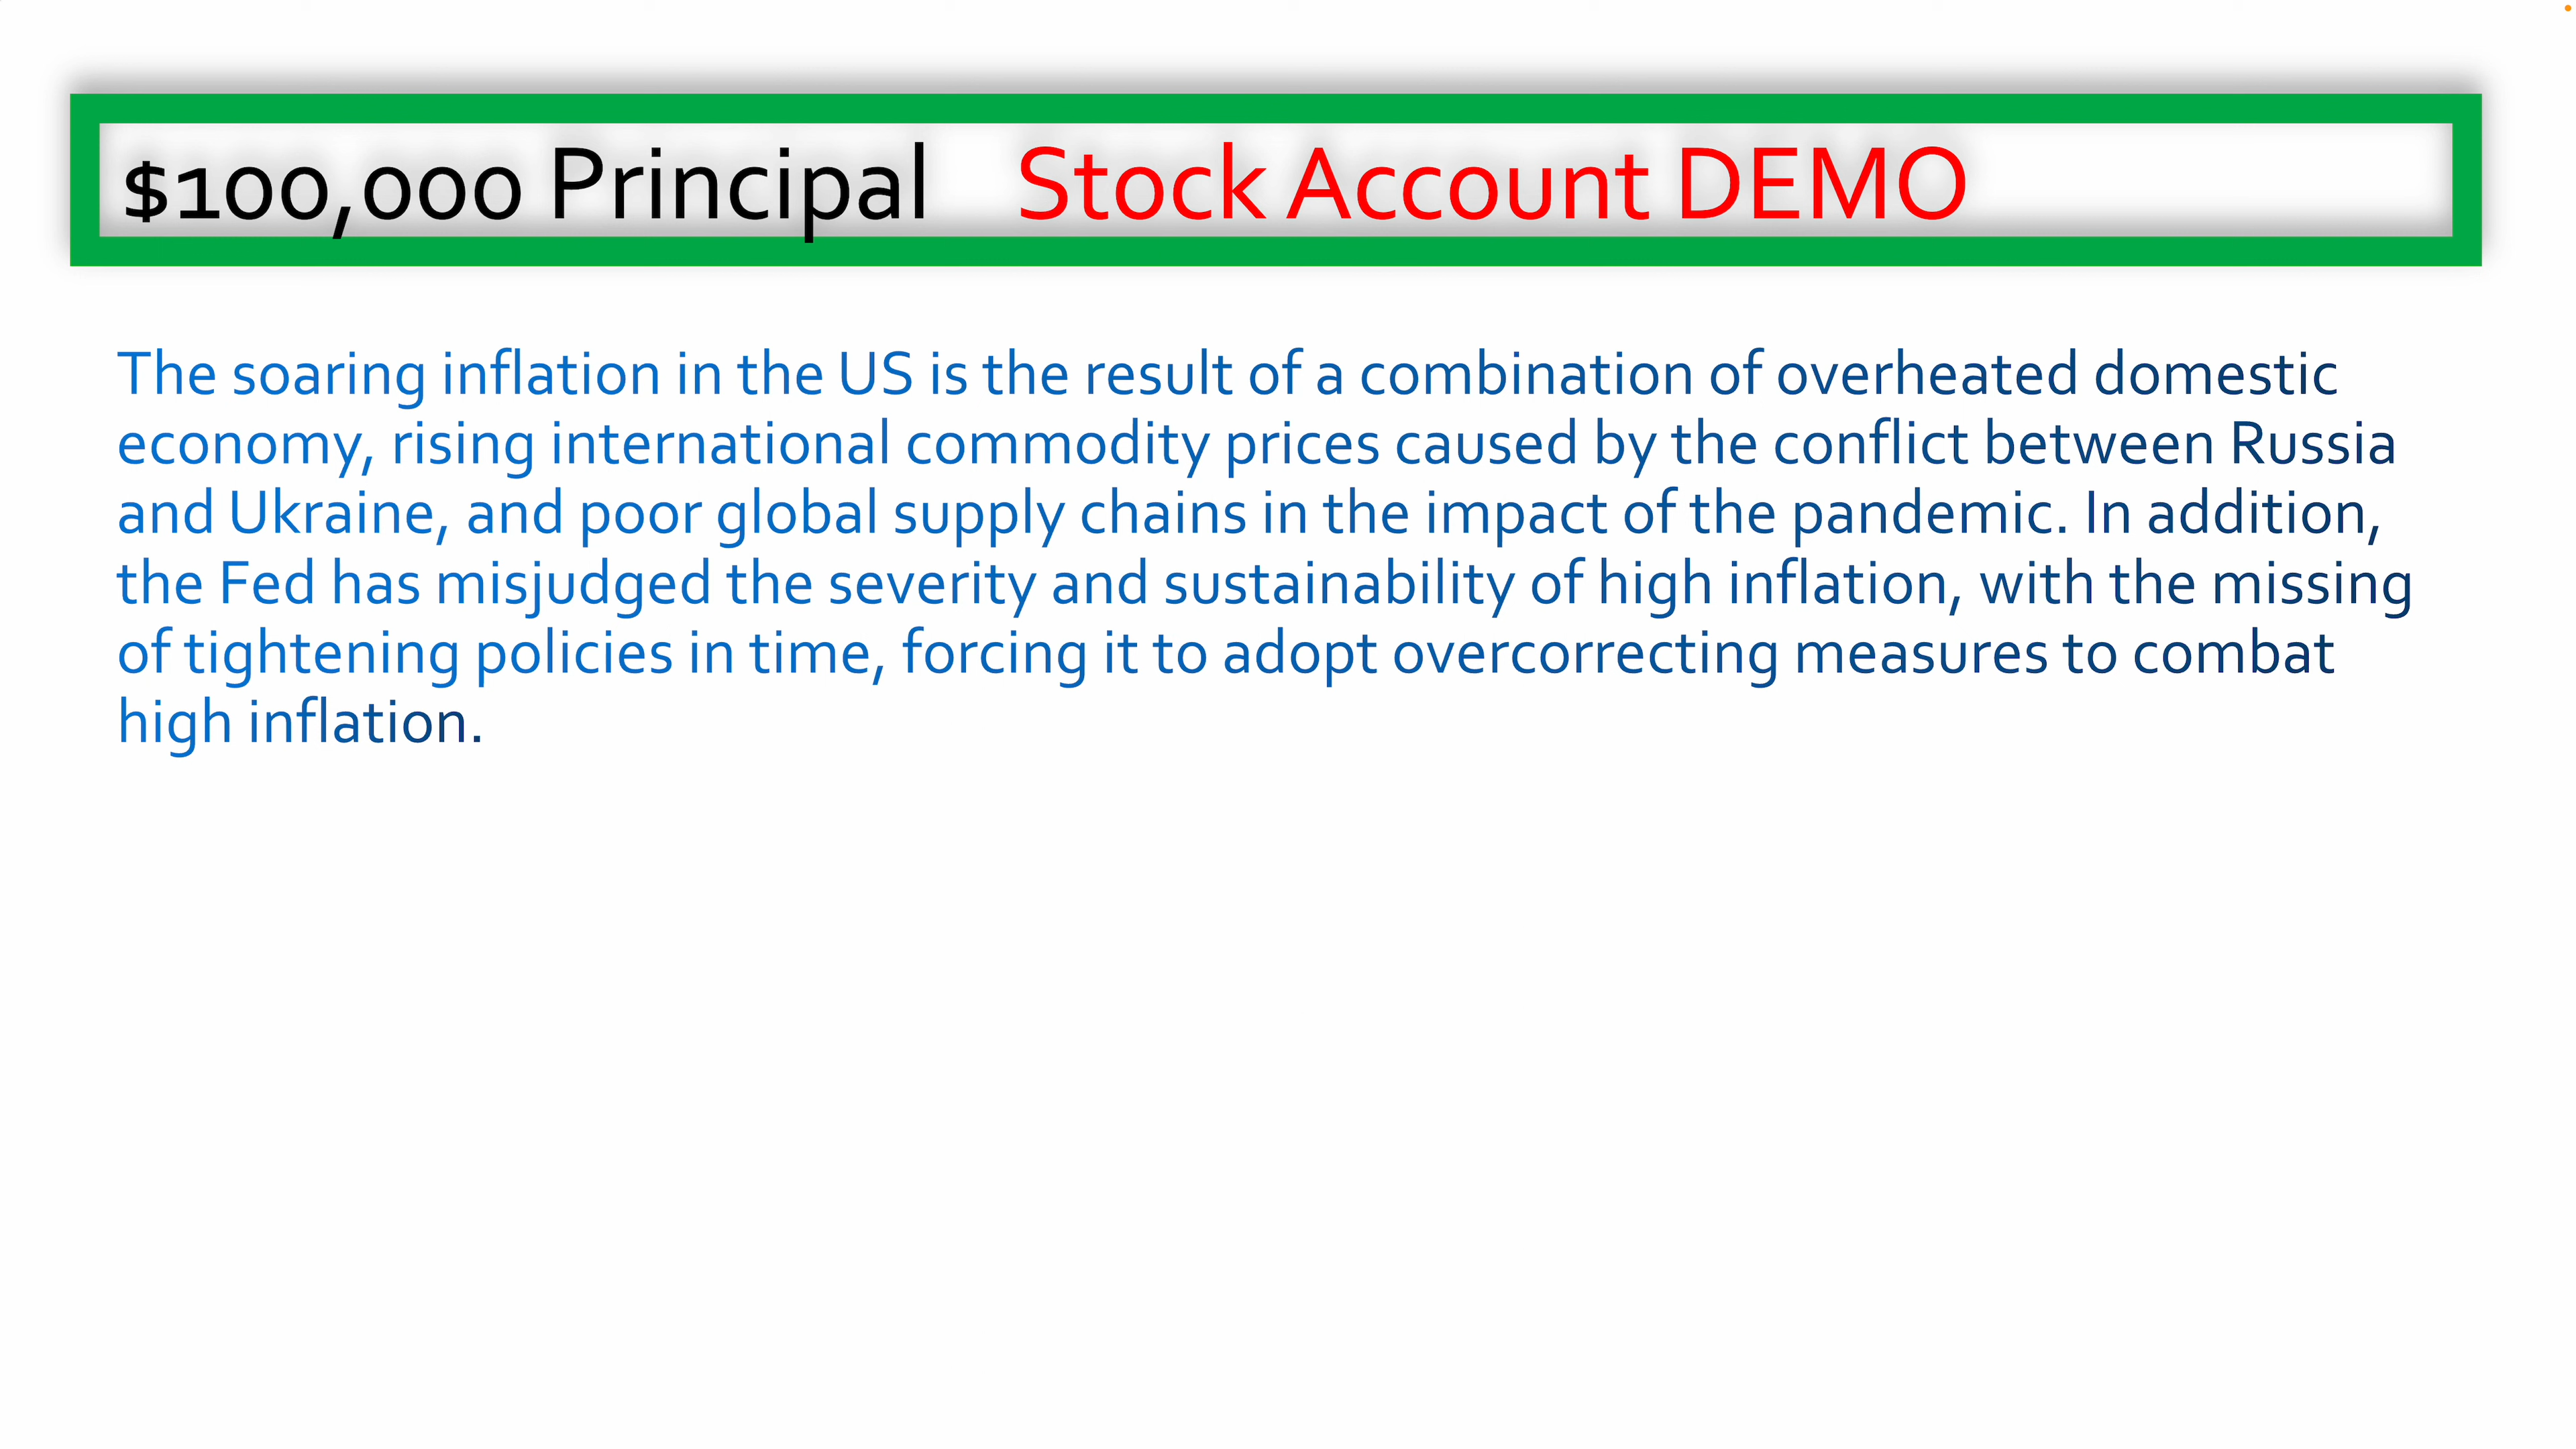 $100,000 Principal Stock Account DEMO
The soaring inflation in the US is the result of a combination of overheated domestic
economy, rising international commodity prices caused by the conflict between Russia
and Ukraine, and poor global supply chains in the impact of the pandemic. In addition,
the Fed has misjudged the severity and sustainability of high inflation, with the missing
of tightening policies in time, forcing it to adopt overcorrecting measures to combat
high inflation.